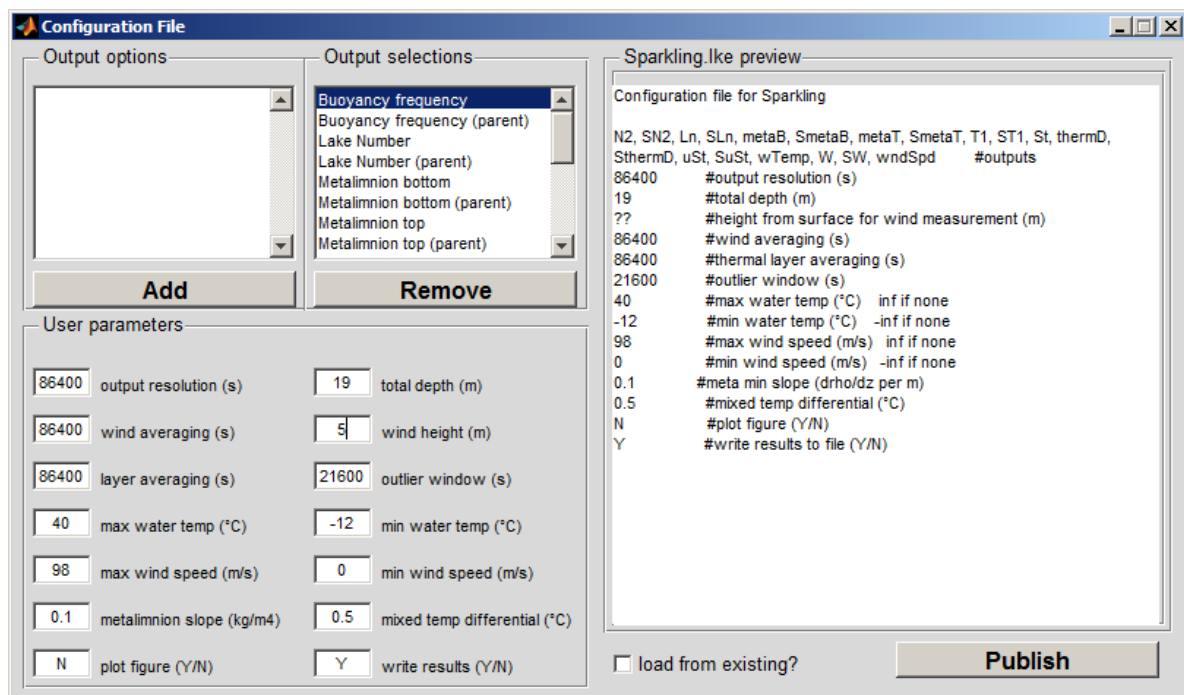 Configuration File
Output options
Output selections
Buoyancy frequency
Buoyancy frequency (parent)
Lake Number
Lake Number (parent)
Metalimnion bottom
Metalimnion bottom (parent)
Metalimnion top
Metalimnion top (parent)
Add
Remove
User parameters
86400 output resolution (s)
19 total depth (m)
86400 wind averaging (s)
5 wind height (m)
86400 layer averaging (s)
21600 outlier window (s)
40 max water temp (°C)
-12 min water temp (°C)
98 max wind speed (m/s)
0 min wind speed (m/s)
0.1 metalimnion slope (kg/m4)
0.5 mixed temp differential (°C)
N plot figure (Y/N)
Y write results (Y/N)
Sparkling.lke preview
Configuration file for Sparkling
N2, SN2, Ln, SLn, metaB, SmetaB, metaT, SmetaT, T1, ST1, St, thermD,
SthermD, uSt, SuSt, wTemp, W, SW, wndSpd #outputs
86400 #output resolution (s)
19 #total depth (m)
?? #height from surface for wind measurement (m)
86400 #wind averaging (s)
86400 #thermal layer averaging (s)
21600 #outlier window (s)
40 #max water temp (°C) inf if none
-12 #min water temp (°C) -inf if none
98 #max wind speed (m/s) inf if none
0 #min wind speed (m/s) -inf if none
0.1 #meta min slope (drho/dz per m)
0.5 #mixed temp differential (°C)
N #plot figure (Y/N)
Y #write results to file (Y/N)
load from existing?
Publish